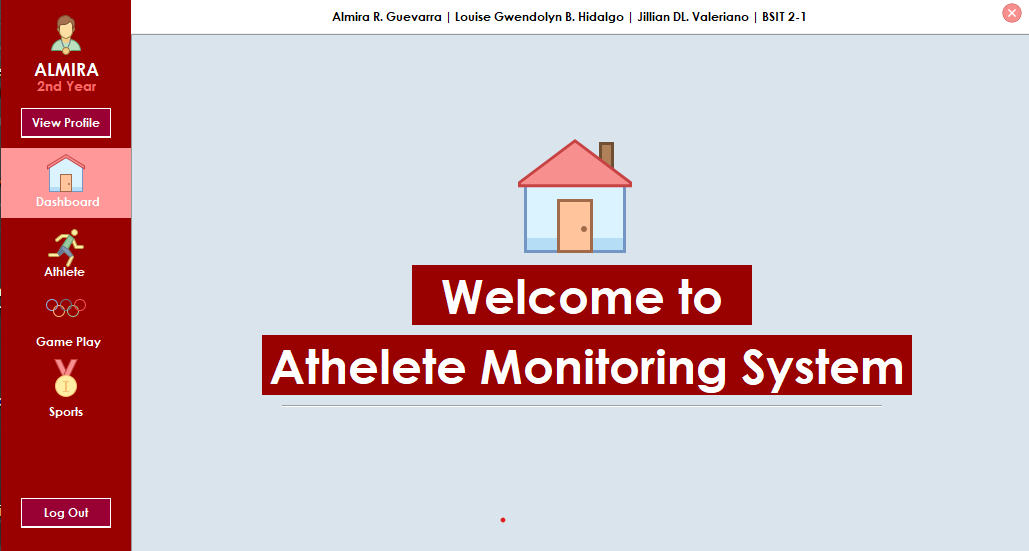 Almira R. Guevarra | Louise Gwendolyn B. Hidalgo | Jillian DL. Valeriano | BSIT 2-1
ALMIRA
2nd Year
View Profile
Dashboard
Athlete
Game Play
Sports
Log Out
Welcome to
Athelete Monitoring System